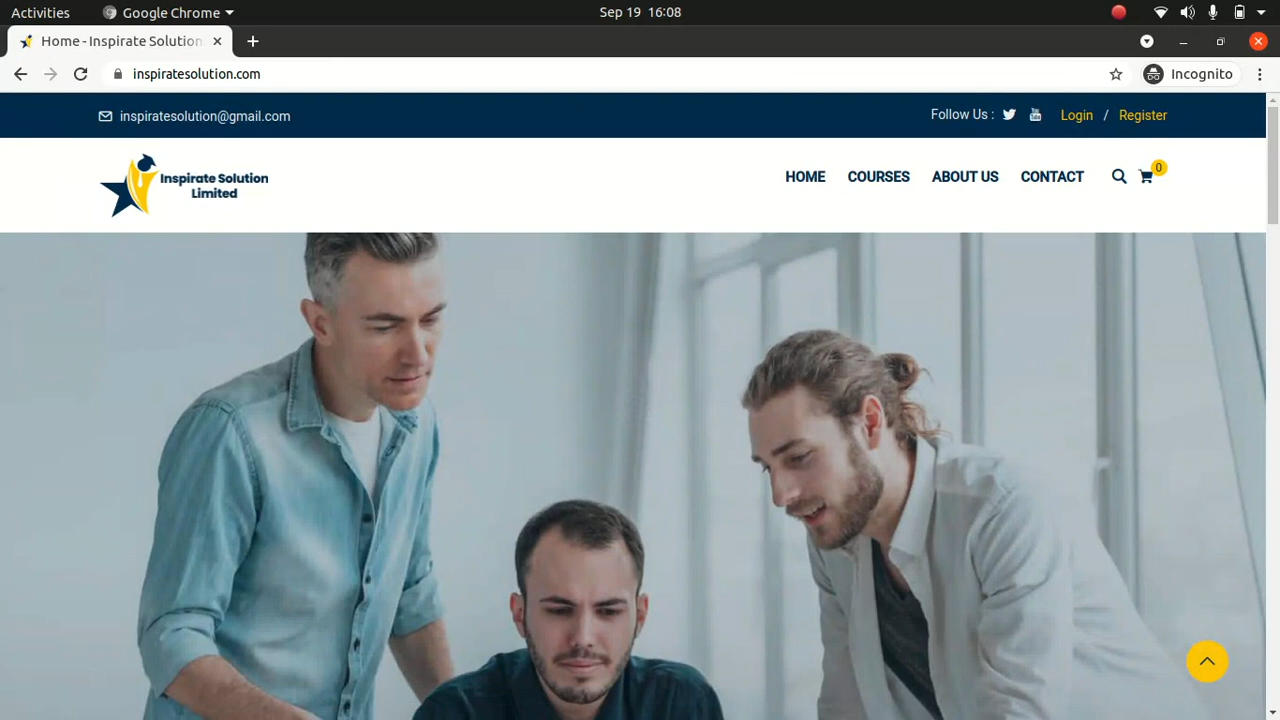 Activities Google Chrome Sep 19 16:08
Home - Inspirate Solution
inspiratesolution.com Incognito
inspiratesolution@gmail.com Follow Us : Login / Register
Inspirate Solution
Limited
HOME COURSES ABOUT US CONTACT 0